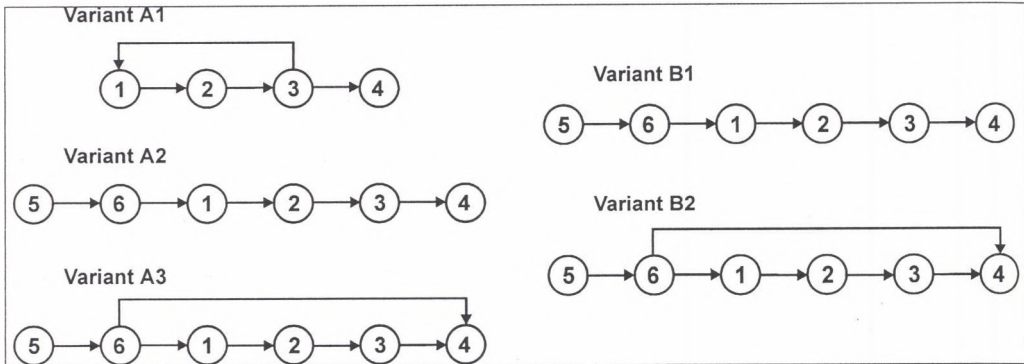 Variant A1
1 2 3 4
Variant A2
5 6 1 2 3 4
Variant A3
5 6 1 2 3 4
Variant B1
5 6 1 2 3 4
Variant B2
5 6 1 2 3 4